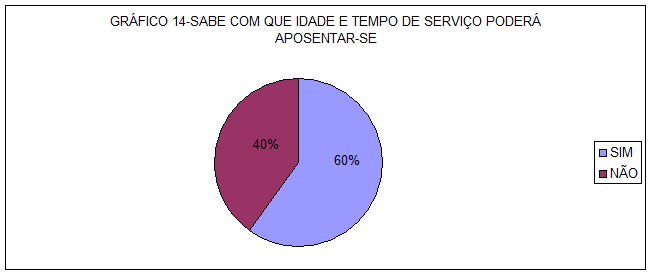 GRÁFICO 14-SABE COM QUE IDADE E TEMPO DE SERVIÇO PODERÁ
APOSENTAR-SE
40%
60%
SIM
NÃO